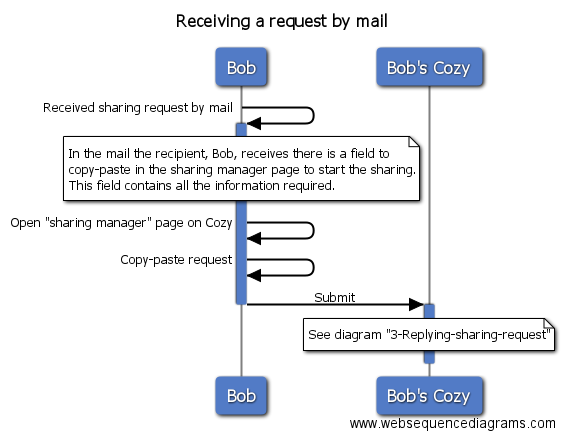 Receiving a request by mail
Bob
Bob's Cozy
Received sharing request by mail
In the mail the recipient, Bob, receives there is a field to
copy-paste in the sharing manager page to start the sharing.
This field contains all the information required.
Open "sharing manager" page on Cozy
Copy-paste request
Submit
See diagram "3-Replying-sharing-request"
Bob
Bob's Cozy
www.websequencediagrams.com